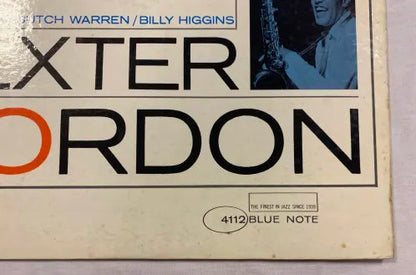 UTCH WARREN/BILLY HIGGINS
EXTER
ORDON
THE FINEST IN JAZZ SINCE 1939
4112 BLUE NOTE